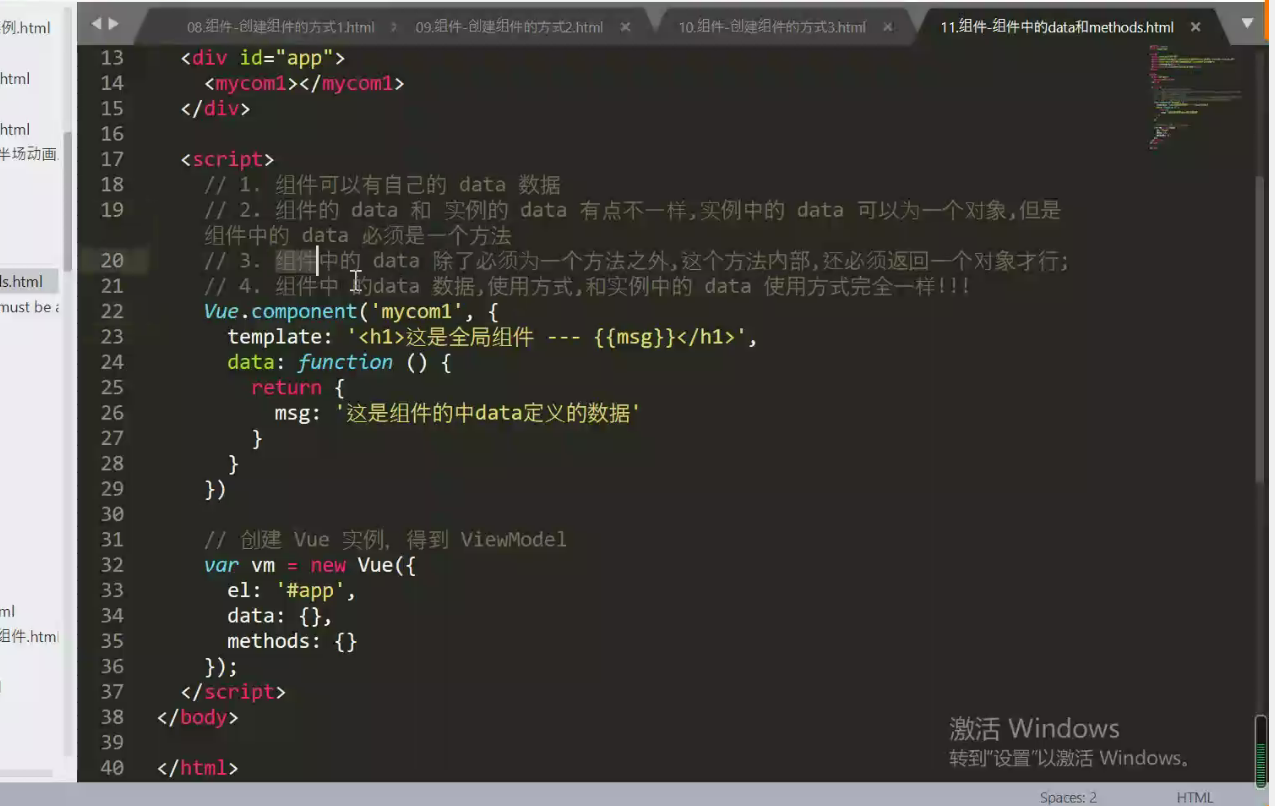 例.html
08.组件-创建组件的方式1.html
09.组件-创建组件的方式2.html
10.组件-创建组件的方式3.html
11.组件-组件中的data和methods.html
html
html
半场动画.
ds.html
must be a
ml
组件.html
13 <div id="app">
14 <mycom1></mycom1>
15 </div>
16
17 <script>
18 // 1. 组件可以有自己的 data 数据
19 // 2. 组件的 data 和 实例的 data 有点不一样,实例中的 data 可以为一个对象,但是
组件中的 data 必须是一个方法
20 // 3. 组件中的 data 除了必须为一个方法之外,这个方法内部,还必须返回一个对象才行;
21 // 4. 组件中 的data 数据,使用方式,和实例中的 data 使用方式完全一样!!!
22 Vue.component('mycom1', {
23 template: '<h1>这是全局组件 --- {{msg}}</h1>',
24 data: function () {
25 return {
26 msg: '这是组件的中data定义的数据'
27 }
28 }
29 })
30
31 // 创建 Vue 实例, 得到 ViewModel
32 var vm = new Vue({
33 el: '#app',
34 data: {},
35 methods: {}
36 });
37 </script>
38 </body>
39
40 </html>
激活 Windows
转到"设置"以激活 Windows。
Spaces: 2
HTML